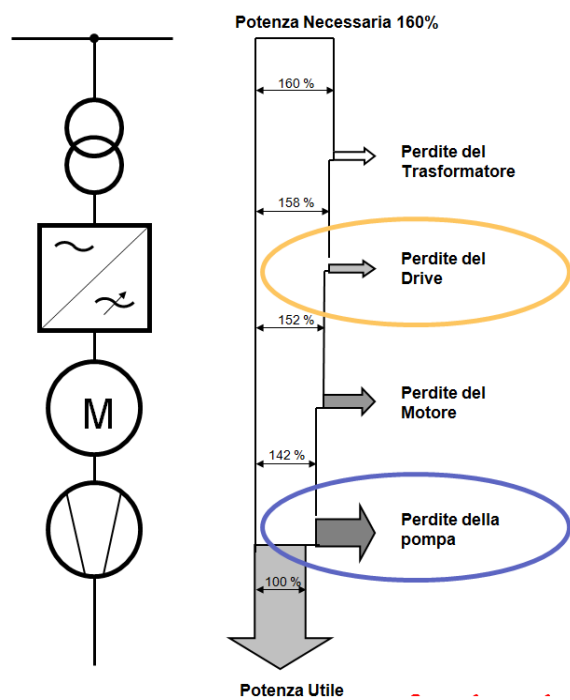 Potenza Necessaria 160%
160 %
Perdite del
Trasformatore
158 %
Perdite del
Drive
152 %
M
Perdite del
Motore
142 %
Perdite della
pompa
100 %
Potenza Utile